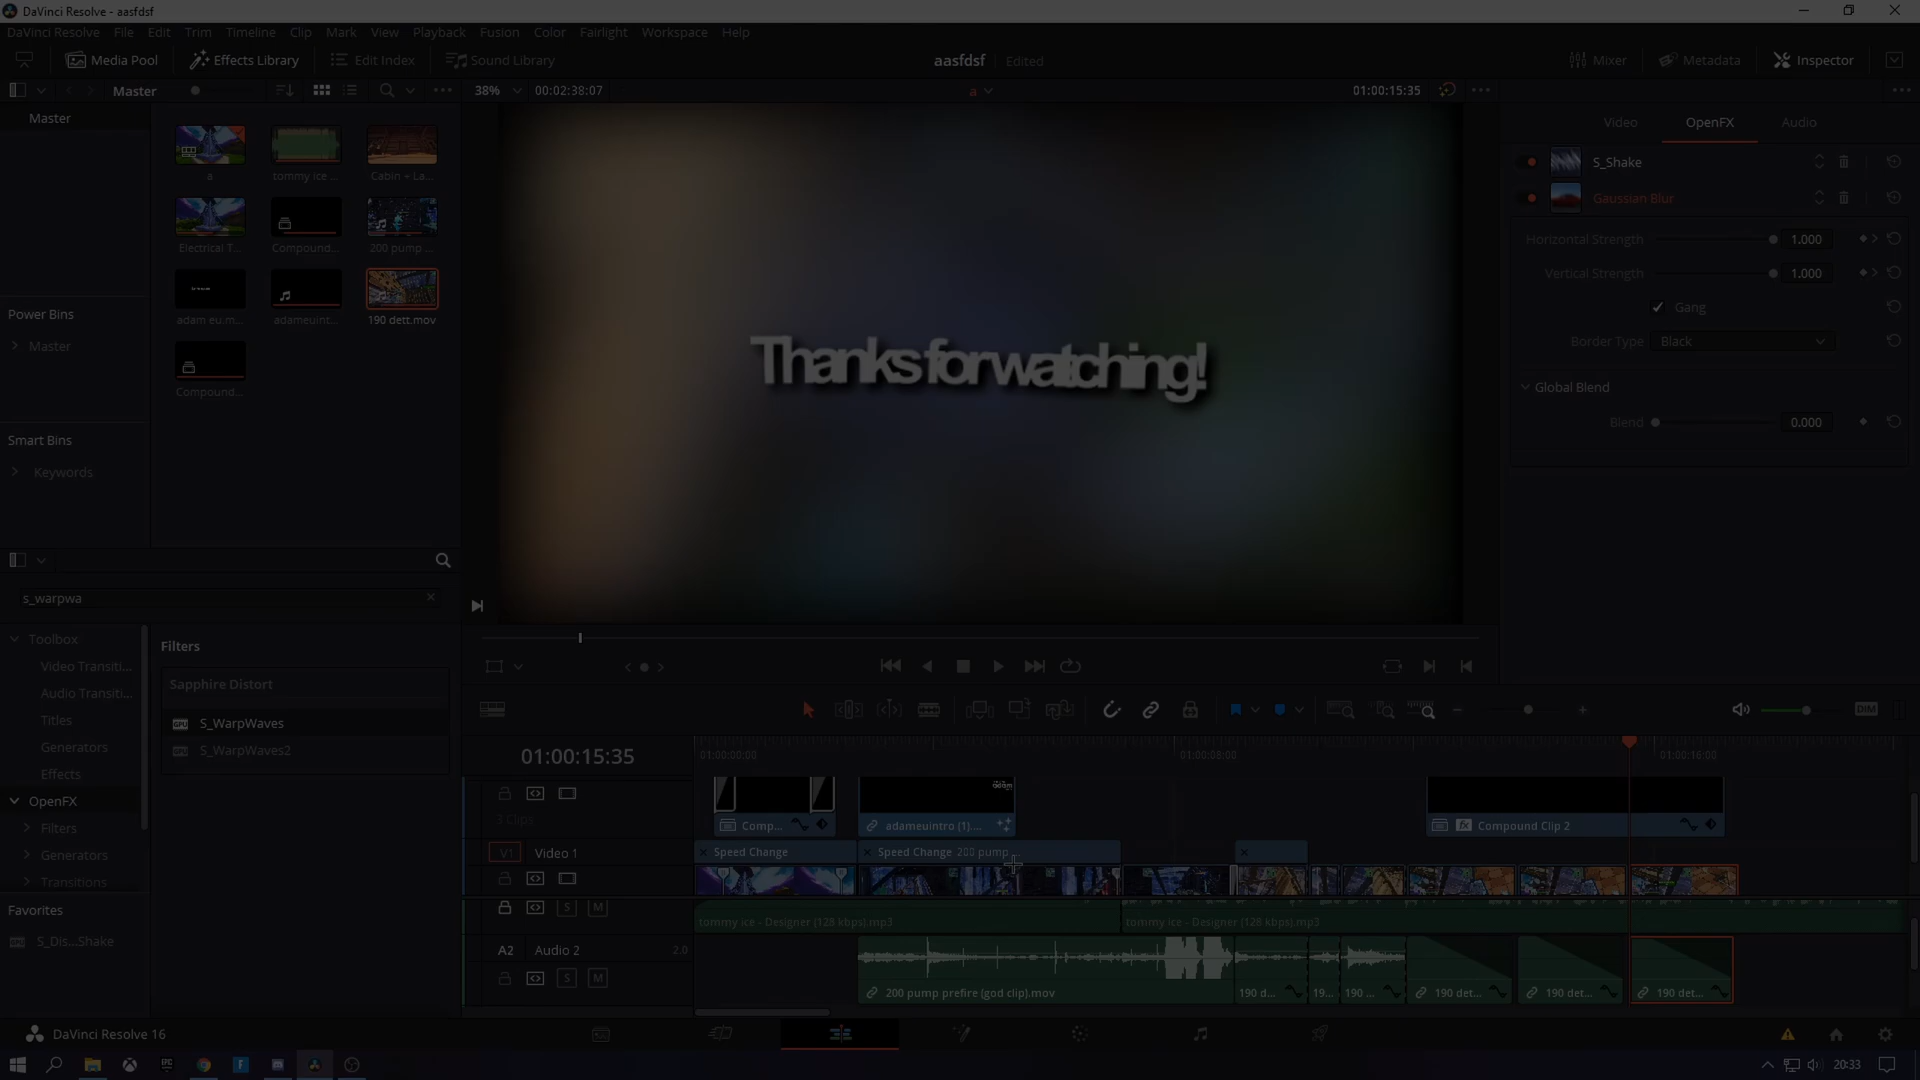 DaVinci Resolve - aasfdsf
DaVinci Resolve File Edit Trim Timeline Clip Mark View Playback Fusion Color Fairlight Workspace Help
Media Pool Effects Library Edit Index Sound Library aasfdsf Edited Mixer Metadata Inspector
Master 38% 00:02:38:07 a 01:00:15:35
Master
a tommy ice ... Cabin + La...
Electrical T... Compound... 200 pump ...
adam eu.m... adameuint... 190 dett.mov
Compound...
Power Bins
Master
Smart Bins
Keywords
Thanks for watching!
Video OpenFX Audio
S_Shake
Gaussian Blur
Horizontal Strength 1.000
Vertical Strength 1.000
Gang
Border Type Black
Global Blend
Blend 0.000
s_warpwa
Toolbox
Video Transiti...
Audio Transiti...
Titles
Generators
Effects
OpenFX
Filters
Generators
Transitions
Favorites
S_Dis...Shake
Filters
Sapphire Distort
S_WarpWaves
S_WarpWaves2
DIM
01:00:15:35 01:00:00:00 01:00:08:00 01:00:16:00
3 Clips
Comp... adameuintro (1).... Compound Clip 2
V1 Video 1 Speed Change Speed Change 200 pump
S M
tommy ice - Designer (128 kbps).mp3 tommy ice - Designer (128 kbps).mp3
A2 Audio 2 2.0
S M
200 pump prefire (god clip).mov 190 d... 19... 190 ... 190 det... 190 det... 190 det...
DaVinci Resolve 16
20:33